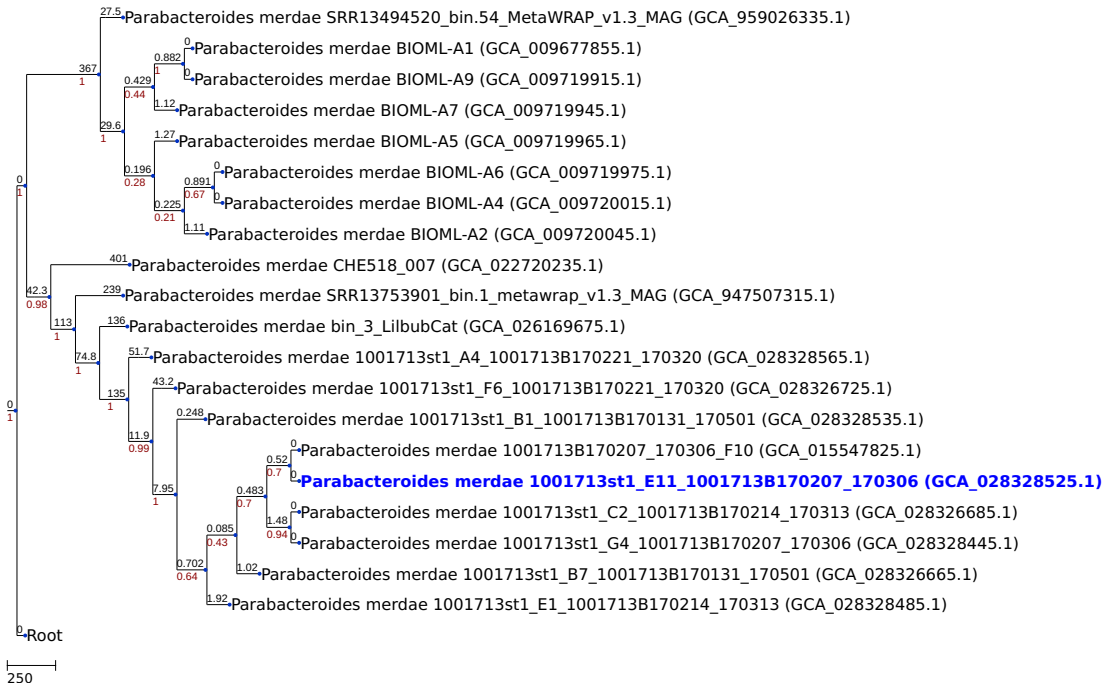 27.5 Parabacteroides merdae SRR13494520_bin.54_MetaWRAP_v1.3_MAG (GCA_959026335.1)
0 Parabacteroides merdae BIOML-A1 (GCA_009677855.1)
0.882
367 1
0 Parabacteroides merdae BIOML-A9 (GCA_009719915.1)
1
0.429
0.44
1.12 Parabacteroides merdae BIOML-A7 (GCA_009719945.1)
29.6
1
1.27 Parabacteroides merdae BIOML-A5 (GCA_009719965.1)
0 Parabacteroides merdae BIOML-A6 (GCA_009719975.1)
0.196
0.28
0.891
0.67
0
1
0 Parabacteroides merdae BIOML-A4 (GCA_009720015.1)
0.225
0.21
1.11 Parabacteroides merdae BIOML-A2 (GCA_009720045.1)
401 Parabacteroides merdae CHE518_007 (GCA_022720235.1)
42.3
0.98
239 Parabacteroides merdae SRR13753901_bin.1_metawrap_v1.3_MAG (GCA_947507315.1)
113
1
136 Parabacteroides merdae bin_3_LilbubCat (GCA_026169675.1)
74.8
1
51.7 Parabacteroides merdae 1001713st1_A4_1001713B170221_170320 (GCA_028328565.1)
43.2 Parabacteroides merdae 1001713st1_F6_1001713B170221_170320 (GCA_028326725.1)
135
1
0
1
0.248 Parabacteroides merdae 1001713st1_B1_1001713B170131_170501 (GCA_028328535.1)
11.9
0.99
0 Parabacteroides merdae 1001713B170207_170306_F10 (GCA_015547825.1)
0.52
0.7
0 Parabacteroides merdae 1001713st1_E11_1001713B170207_170306 (GCA_028328525.1)
7.95
1
0.483
0.7
0 Parabacteroides merdae 1001713st1_C2_1001713B170214_170313 (GCA_028326685.1)
1.48
0.94
0.085
0.43
0 Parabacteroides merdae 1001713st1_G4_1001713B170207_170306 (GCA_028328445.1)
0.702
0.64
1.02 Parabacteroides merdae 1001713st1_B7_1001713B170131_170501 (GCA_028326665.1)
1.92 Parabacteroides merdae 1001713st1_E1_1001713B170214_170313 (GCA_028328485.1)
0 Root
250